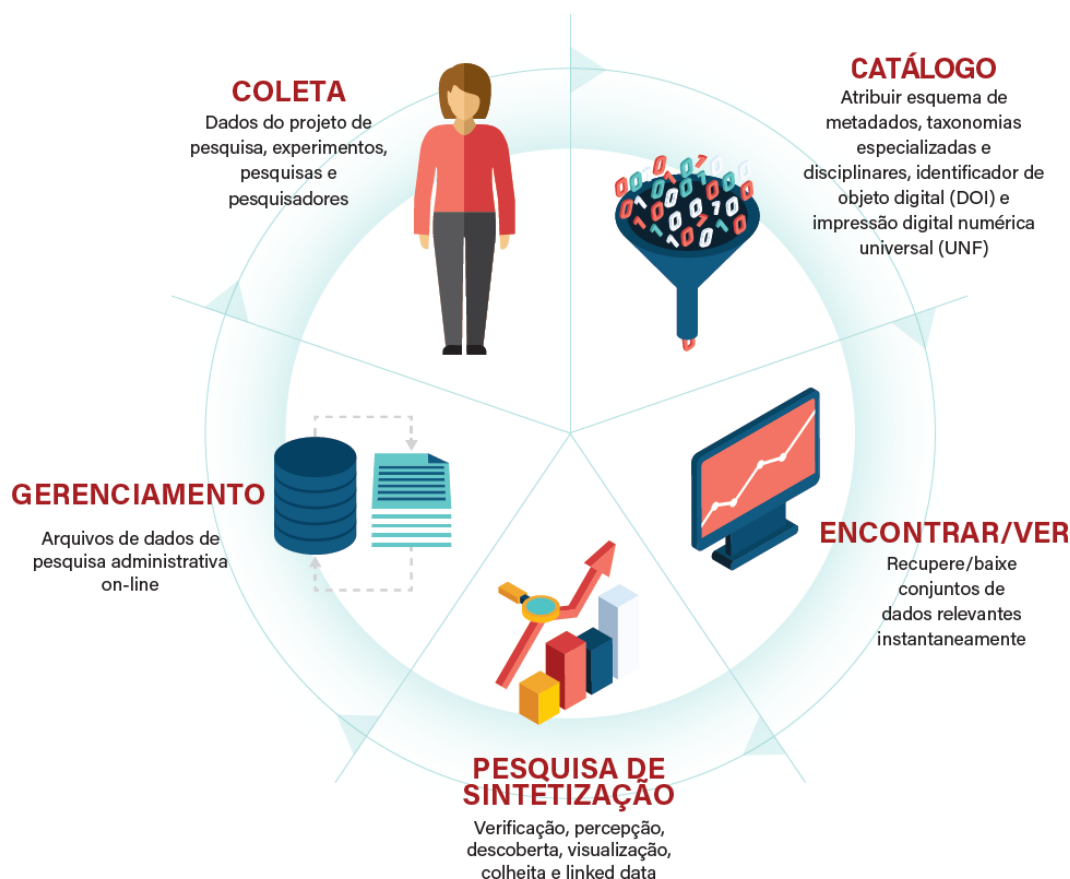 COLETA
Dados do projeto de
pesquisa, experimentos,
pesquisas e
pesquisadores
CATÁLOGO
Atribuir esquema de
metadados, taxonomias
especializadas e
disciplinares, identificador de
objeto digital (DOI) e
impressão digital numérica
universal (UNF)
ENCONTRAR/VER
Recupere/baixe
conjuntos de
dados relevantes
instantaneamente
PESQUISA DE
SINTETIZAÇÃO
Verificação, percepção,
descoberta, visualização,
colheita e linked data
GERENCIAMENTO
Arquivos de dados de
pesquisa administrativa
on-line